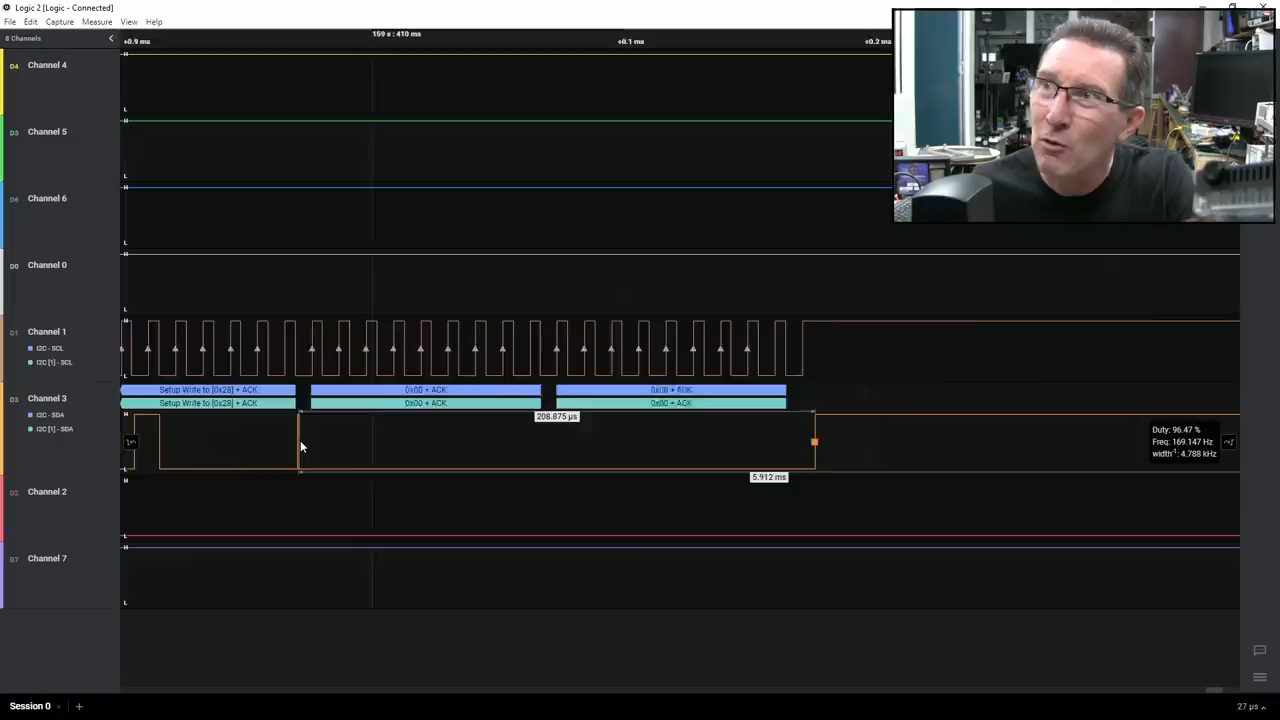 Logic 2 [Logic - Connected]
File Edit Capture Measure View Help
8 Channels
+0.9 ms
159 s : 410 ms
+0.1 ms
+0.2 ms
D4 Channel 4
H
L
D5 Channel 5
H
L
D6 Channel 6
H
L
D0 Channel 0
H
L
D1 Channel 1
I2C - SCL
I2C [1] - SCL
H
L
Setup Write to [0x28] + ACK
0x00 + ACK
0x00 + ACK
Setup Write to [0x28] + ACK
0x00 + ACK
0x00 + ACK
D3 Channel 3
I2C - SDA
I2C [1] - SDA
H
L
208.875 µs
5.912 ms
Duty: 96.47 %
Freq: 169.147 Hz
width⁻¹: 4.788 kHz
D2 Channel 2
H
L
D7 Channel 7
H
L
Session 0
27 µs